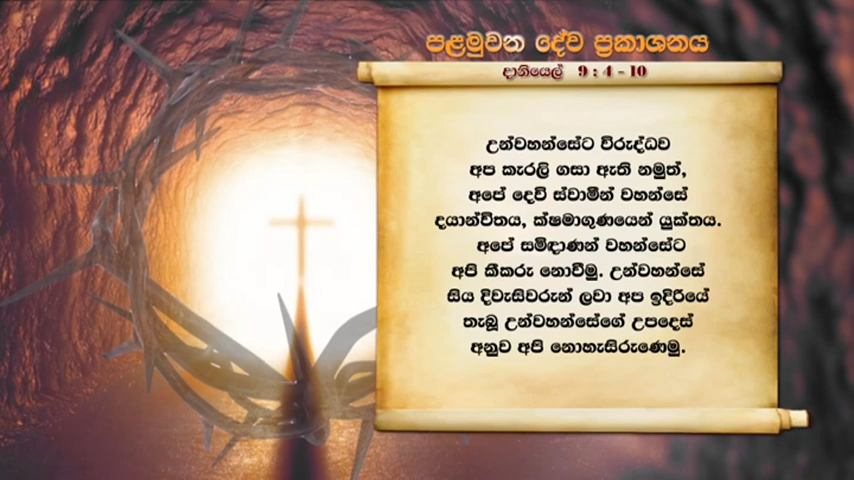 පළමුවන දේව ප්‍රකාශනය
දානියෙල් 9 : 4 - 10
උන්වහන්සේට විරුද්ධව
අප කැරලි ගසා ඇති නමුත්,
අපේ දෙවි ස්වාමීන් වහන්සේ
දයාන්විතය, ක්ෂමාගුණයෙන් යුක්තය.
අපේ සමිඳාණන් වහන්සේට
අපි කීකරු නොවීමු. උන්වහන්සේ
සිය දිවැසිවරුන් ලවා අප ඉදිරියේ
තැබූ උන්වහන්සේගේ උපදෙස්
අනුව අපි නොහැසිරුණෙමු.